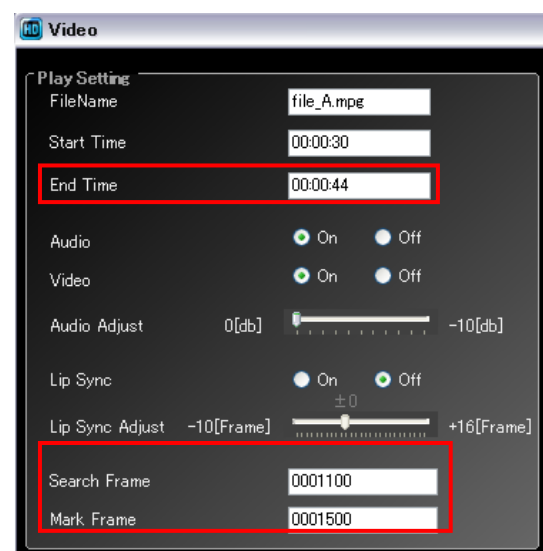 HD Video
Play Setting
FileName file_A.mpg
Start Time 00:00:30
End Time 00:00:44
Audio On Off
Video On Off
Audio Adjust 0[db] -10[db]
Lip Sync On Off
±0
Lip Sync Adjust -10[Frame] +16[Frame]
Search Frame 0001100
Mark Frame 0001500